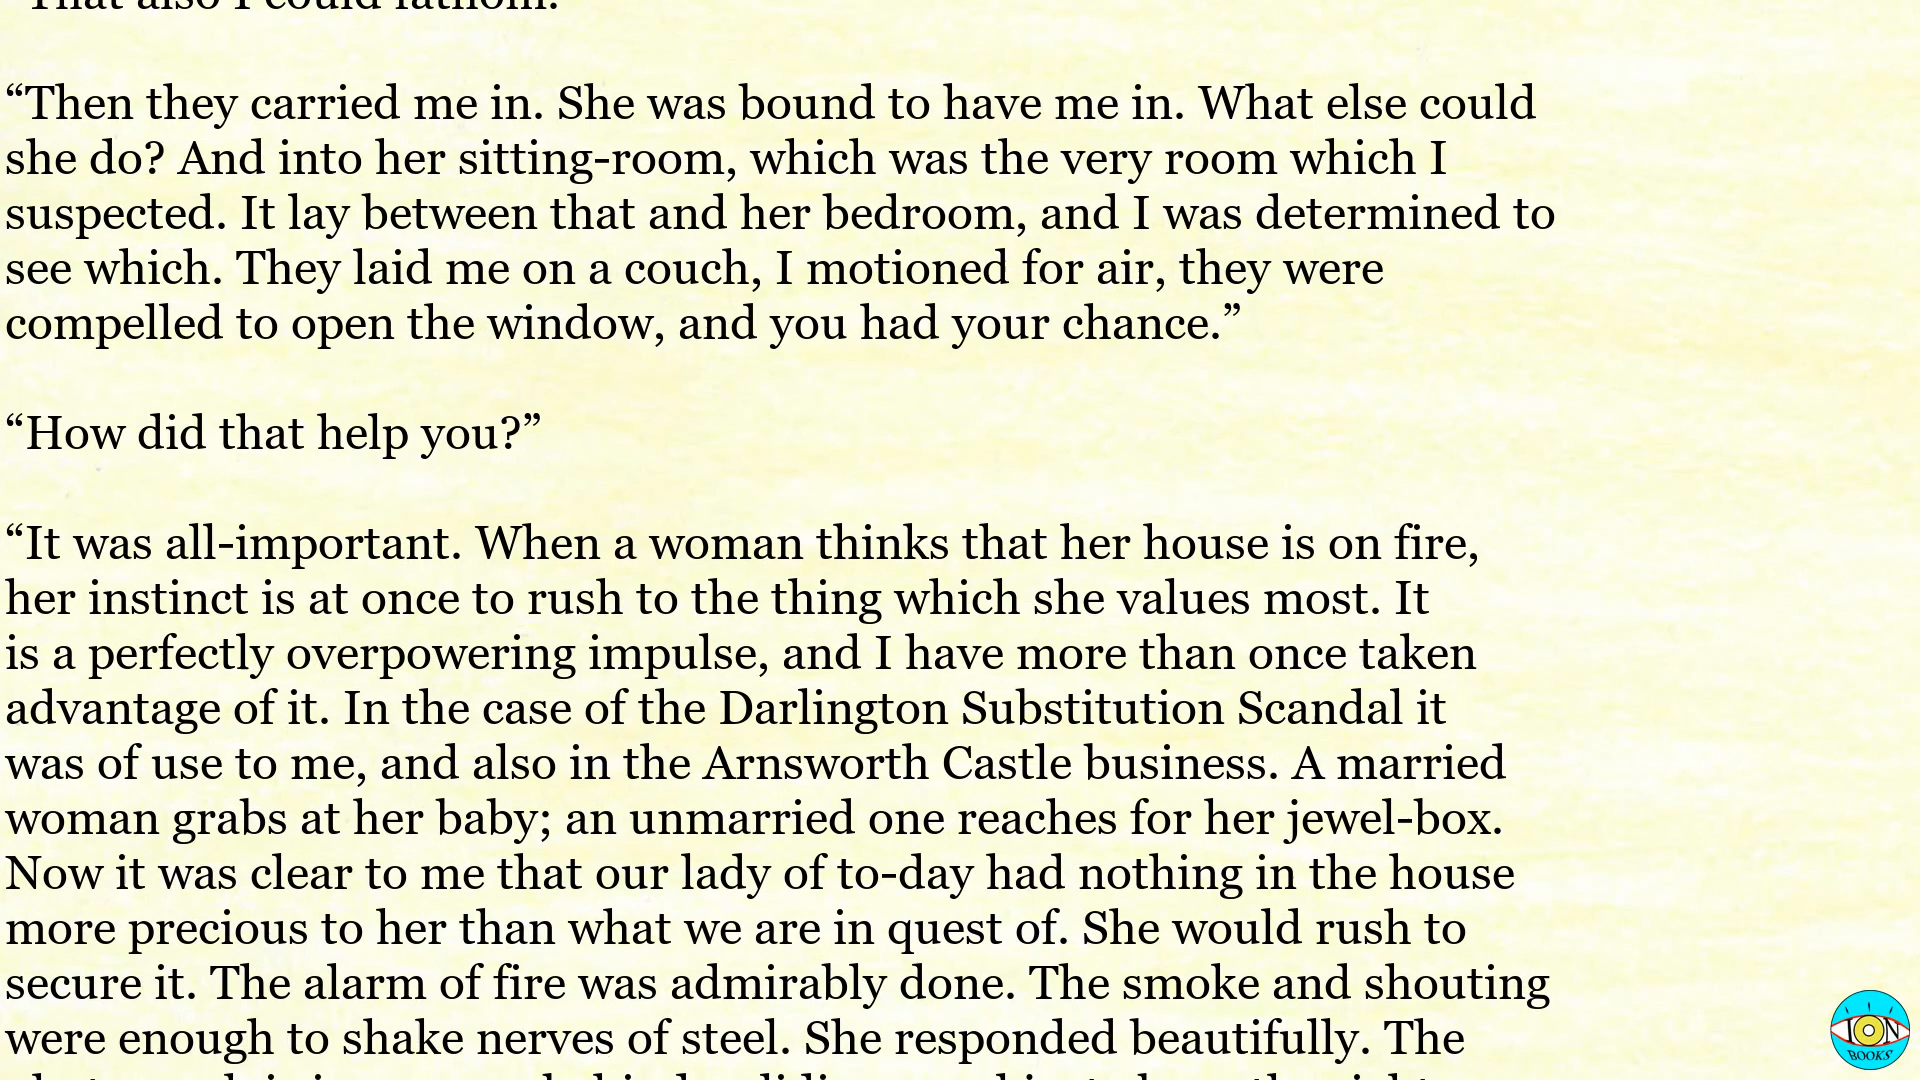 "That also I could fathom."
“Then they carried me in. She was bound to have me in. What else could
she do? And into her sitting-room, which was the very room which I
suspected. It lay between that and her bedroom, and I was determined to
see which. They laid me on a couch, I motioned for air, they were
compelled to open the window, and you had your chance.”
“How did that help you?”
“It was all-important. When a woman thinks that her house is on fire,
her instinct is at once to rush to the thing which she values most. It
is a perfectly overpowering impulse, and I have more than once taken
advantage of it. In the case of the Darlington Substitution Scandal it
was of use to me, and also in the Arnsworth Castle business. A married
woman grabs at her baby; an unmarried one reaches for her jewel-box.
Now it was clear to me that our lady of to-day had nothing in the house
more precious to her than what we are in quest of. She would rush to
secure it. The alarm of fire was admirably done. The smoke and shouting
were enough to shake nerves of steel. She responded beautifully. The
ION
BOOKS